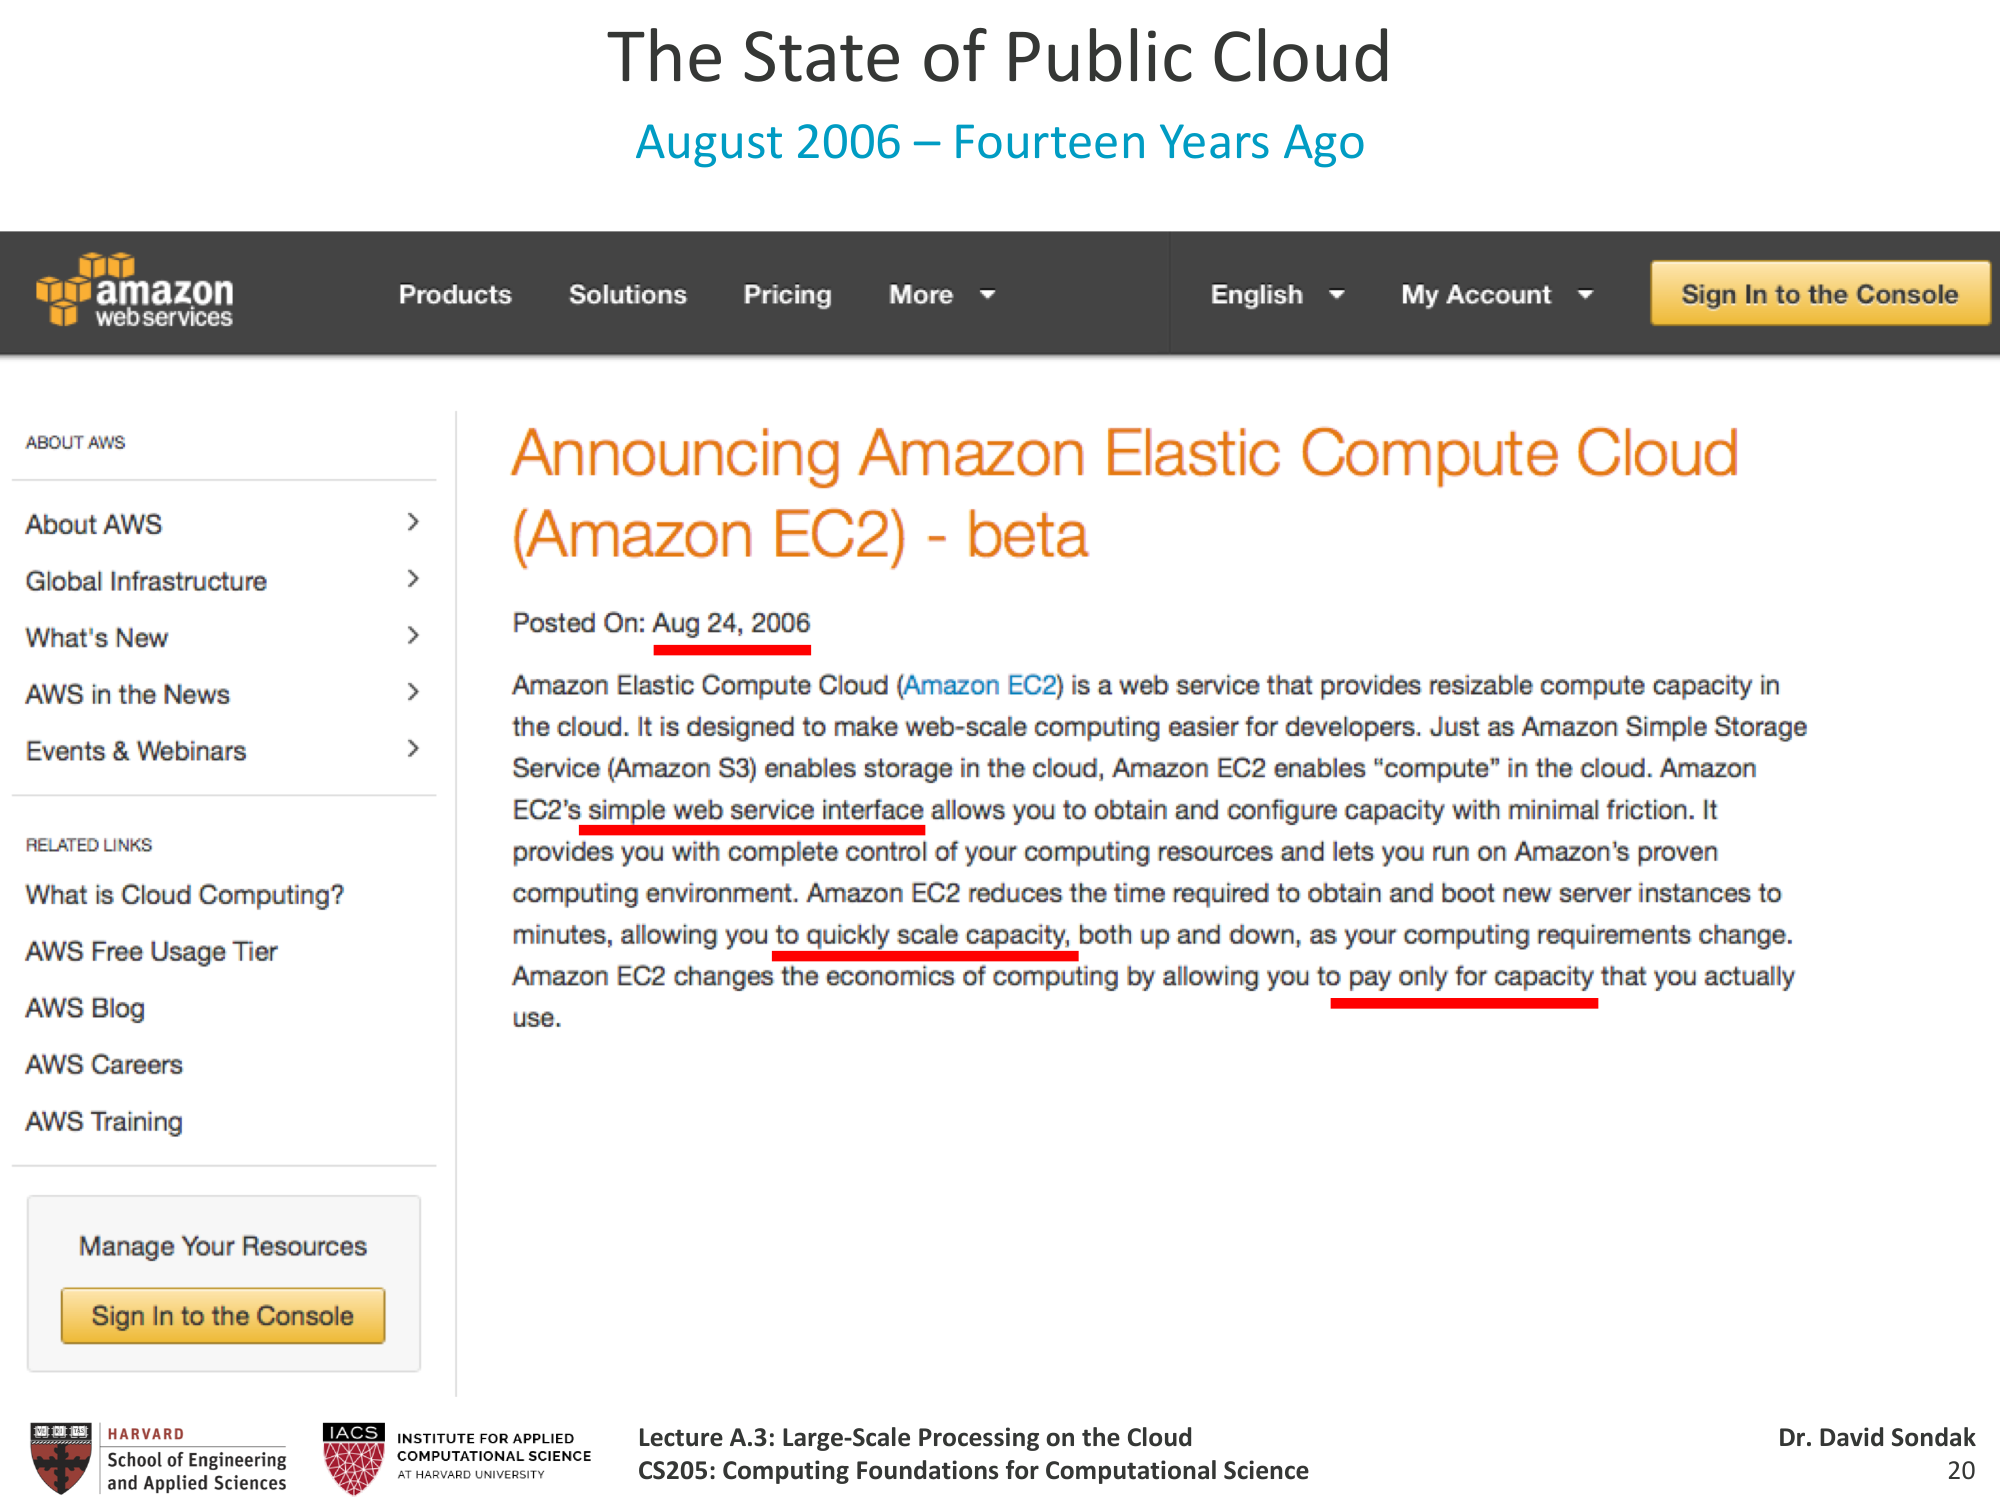 The State of Public Cloud
August 2006 – Fourteen Years Ago
amazon
web services
Products
Solutions
Pricing
More
English
My Account
Sign In to the Console
ABOUT AWS
About AWS
Global Infrastructure
What's New
AWS in the News
Events & Webinars
RELATED LINKS
What is Cloud Computing?
AWS Free Usage Tier
AWS Blog
AWS Careers
AWS Training
Manage Your Resources
Sign In to the Console
Announcing Amazon Elastic Compute Cloud
(Amazon EC2) - beta
Posted On: Aug 24, 2006
Amazon Elastic Compute Cloud (Amazon EC2) is a web service that provides resizable compute capacity in
the cloud. It is designed to make web-scale computing easier for developers. Just as Amazon Simple Storage
Service (Amazon S3) enables storage in the cloud, Amazon EC2 enables “compute” in the cloud. Amazon
EC2’s simple web service interface allows you to obtain and configure capacity with minimal friction. It
provides you with complete control of your computing resources and lets you run on Amazon’s proven
computing environment. Amazon EC2 reduces the time required to obtain and boot new server instances to
minutes, allowing you to quickly scale capacity, both up and down, as your computing requirements change.
Amazon EC2 changes the economics of computing by allowing you to pay only for capacity that you actually
use.
HARVARD
School of Engineering
and Applied Sciences
IACS
INSTITUTE FOR APPLIED
COMPUTATIONAL SCIENCE
AT HARVARD UNIVERSITY
Lecture A.3: Large-Scale Processing on the Cloud
CS205: Computing Foundations for Computational Science
Dr. David Sondak
20